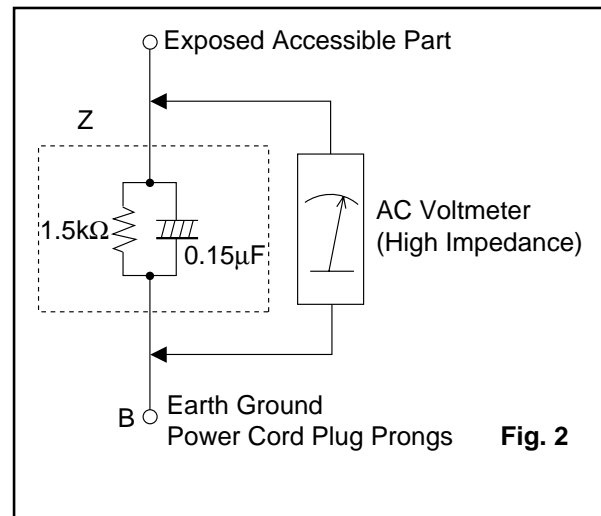 Exposed Accessible Part
Z
AC Voltmeter
(High Impedance)
1.5kΩ
0.15μF
B
Earth Ground
Power Cord Plug Prongs
Fig. 2